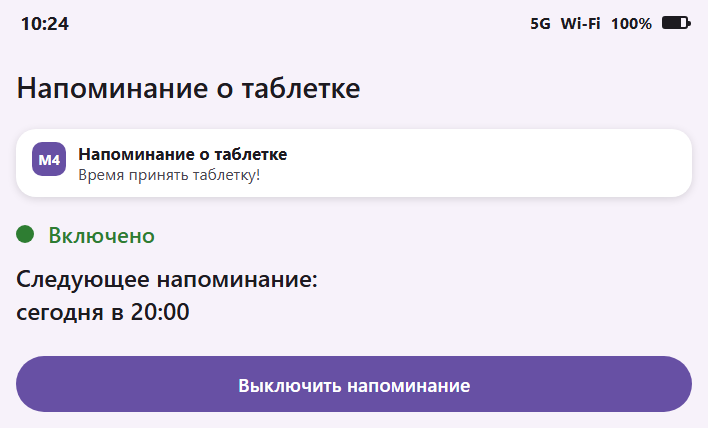 10:24
5G Wi-Fi 100%
Напоминание о таблетке
M4
Напоминание о таблетке
Время принять таблетку!
Включено
Следующее напоминание:
сегодня в 20:00
Выключить напоминание